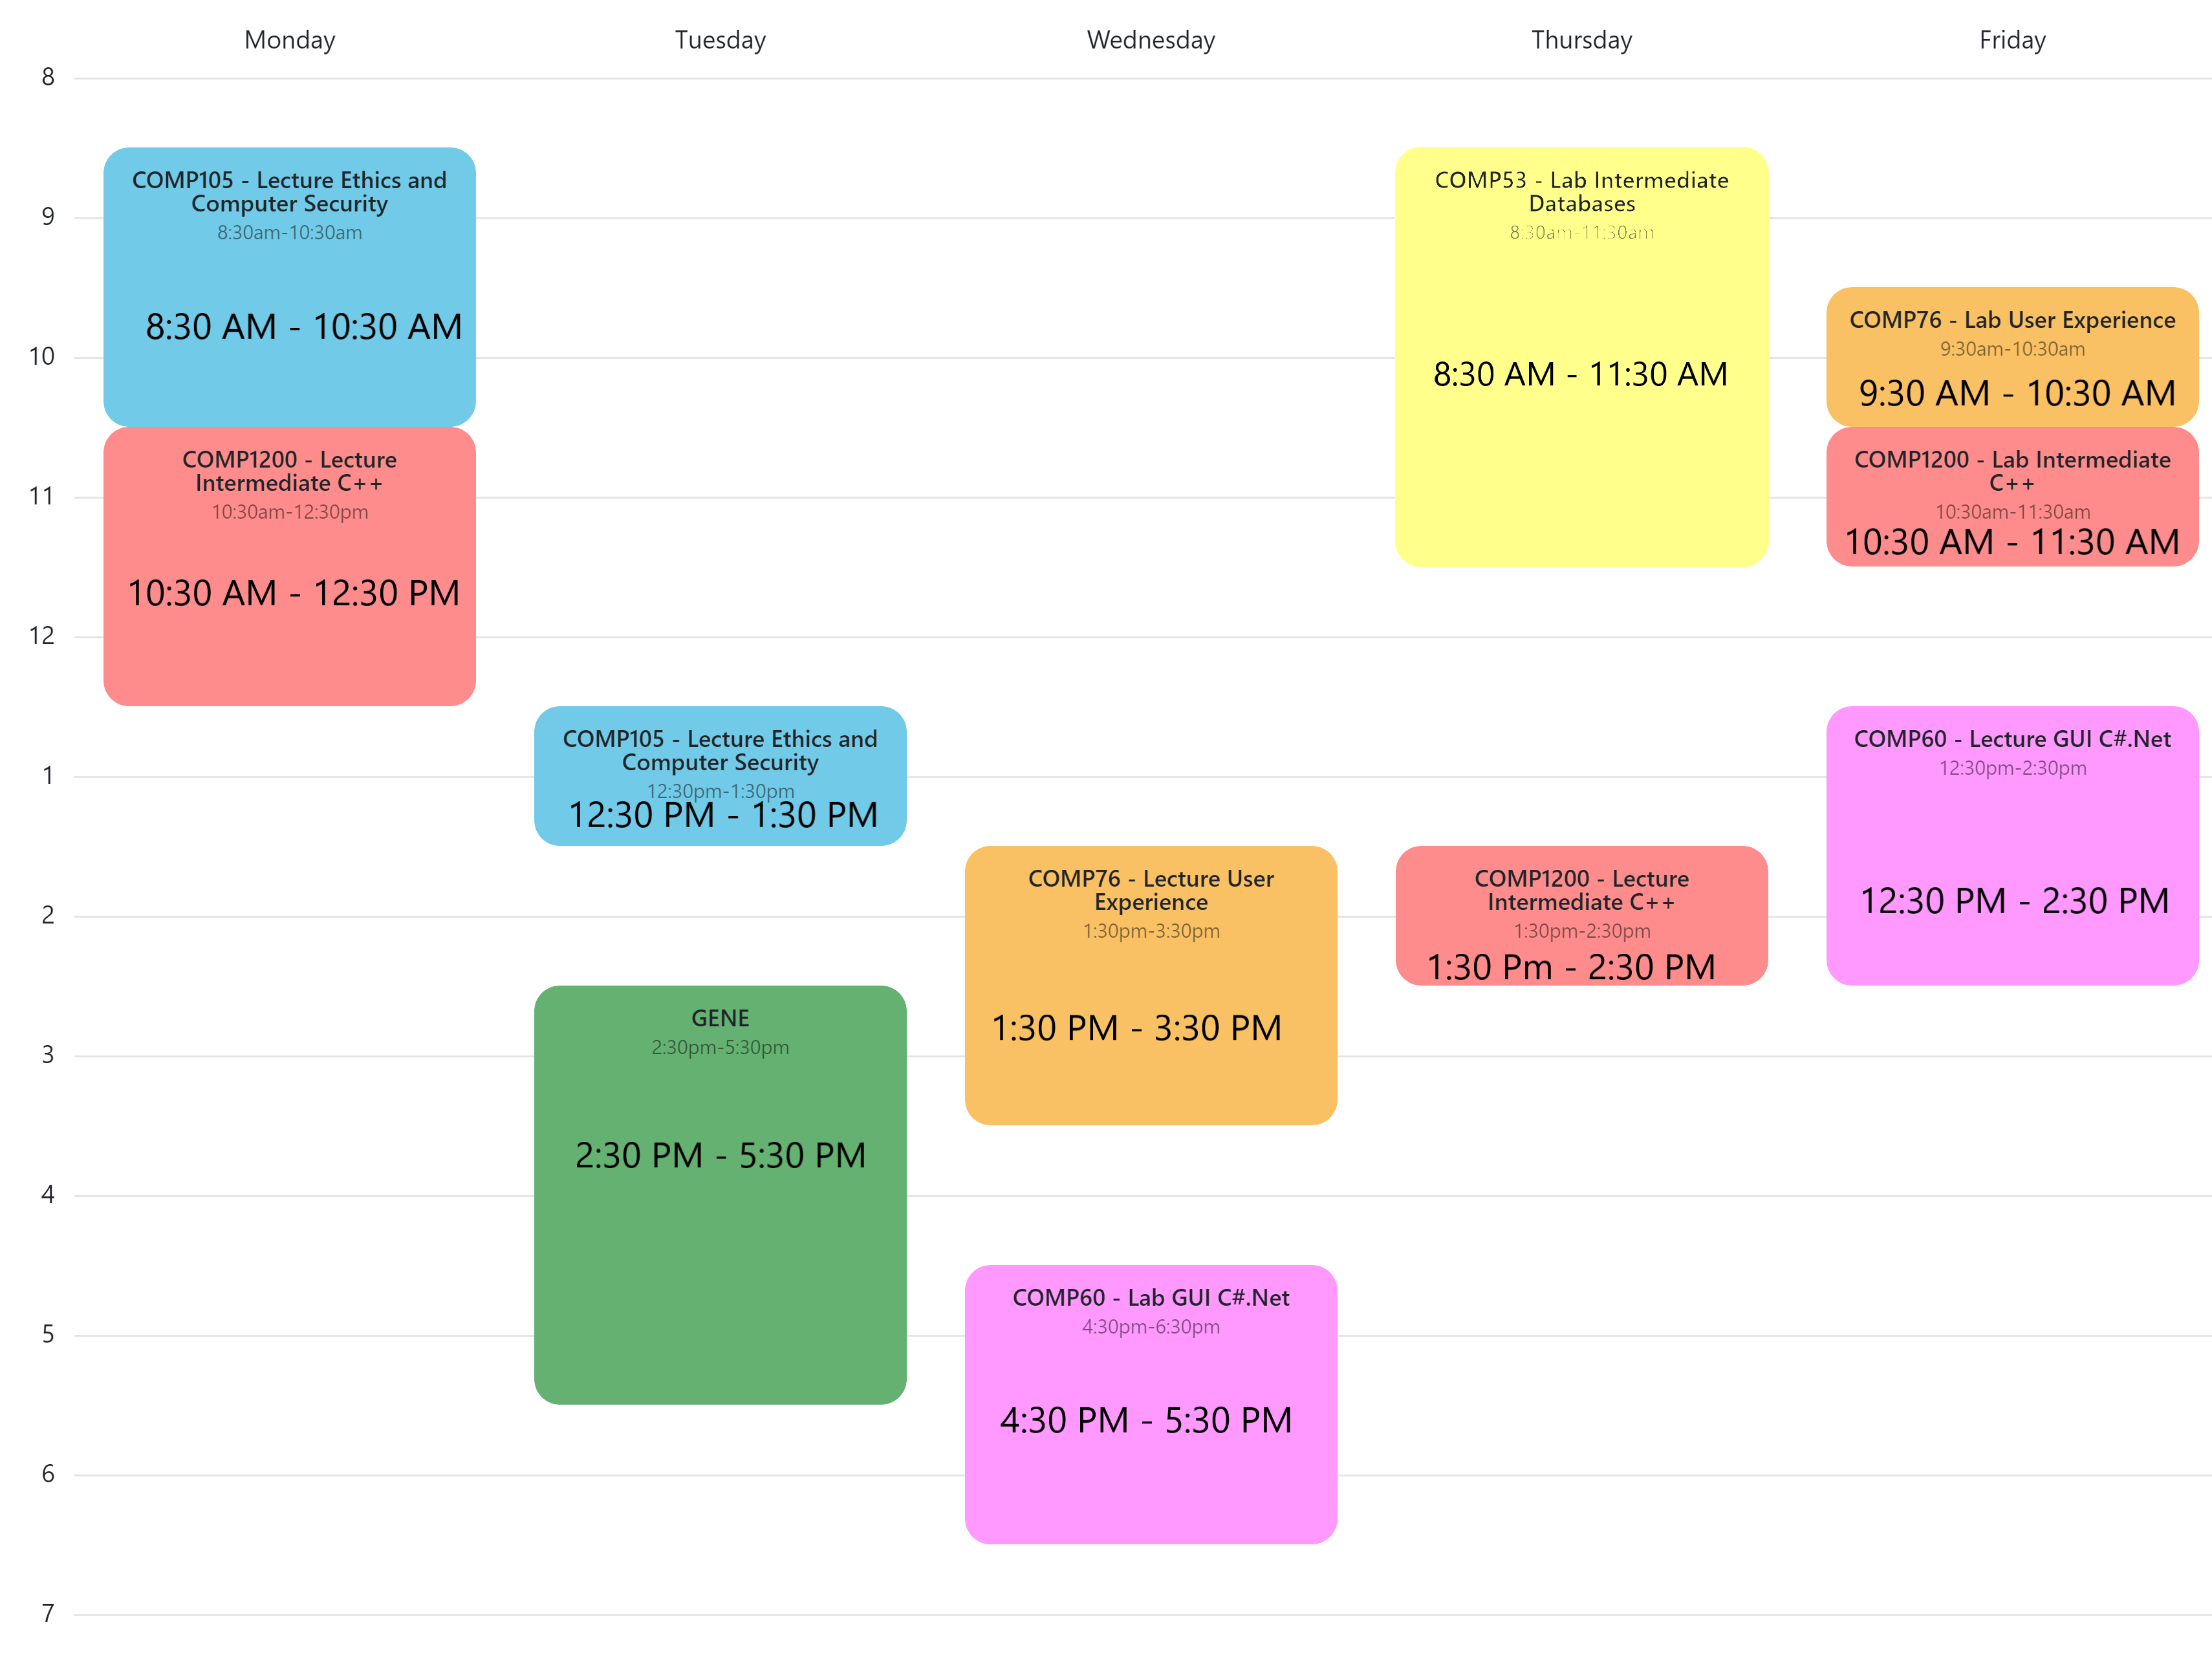 Monday
Tuesday
Wednesday
Thursday
Friday
8
9
10
11
12
1
2
3
4
5
6
7
COMP105 - Lecture Ethics and
Computer Security
8:30am-10:30am
8:30 AM - 10:30 AM
COMP1200 - Lecture
Intermediate C++
10:30am-12:30pm
10:30 AM - 12:30 PM
COMP105 - Lecture Ethics and
Computer Security
12:30pm-1:30pm
12:30 PM - 1:30 PM
GENE
2:30pm-5:30pm
2:30 PM - 5:30 PM
COMP76 - Lecture User
Experience
1:30pm-3:30pm
1:30 PM - 3:30 PM
COMP60 - Lab GUI C#.Net
4:30pm-6:30pm
4:30 PM - 5:30 PM
COMP53 - Lab Intermediate
Databases
8:30am-11:30am
8:30 AM - 11:30 AM
COMP1200 - Lecture
Intermediate C++
1:30pm-2:30pm
1:30 Pm - 2:30 PM
COMP76 - Lab User Experience
9:30am-10:30am
9:30 AM - 10:30 AM
COMP1200 - Lab Intermediate
C++
10:30am-11:30am
10:30 AM - 11:30 AM
COMP60 - Lecture GUI C#.Net
12:30pm-2:30pm
12:30 PM - 2:30 PM